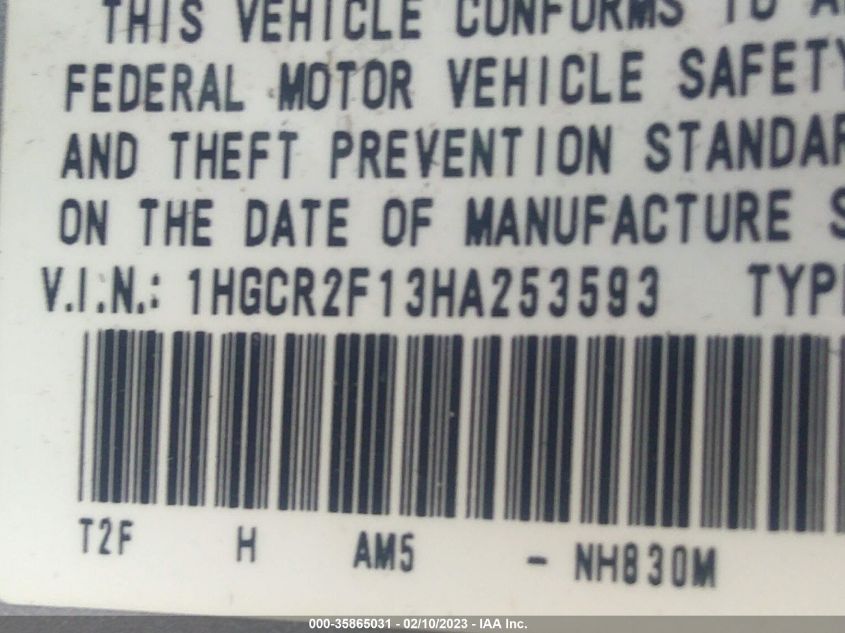 THIS VEHICLE CONFORMS TO A
FEDERAL MOTOR VEHICLE SAFETY
AND THEFT PREVENTION STANDAR
ON THE DATE OF MANUFACTURE S
V.I.N.: 1HGCR2F13HA253593 TYP
T2F H AM5 - NH830M
000-35865031 - 02/10/2023 - IAA Inc.